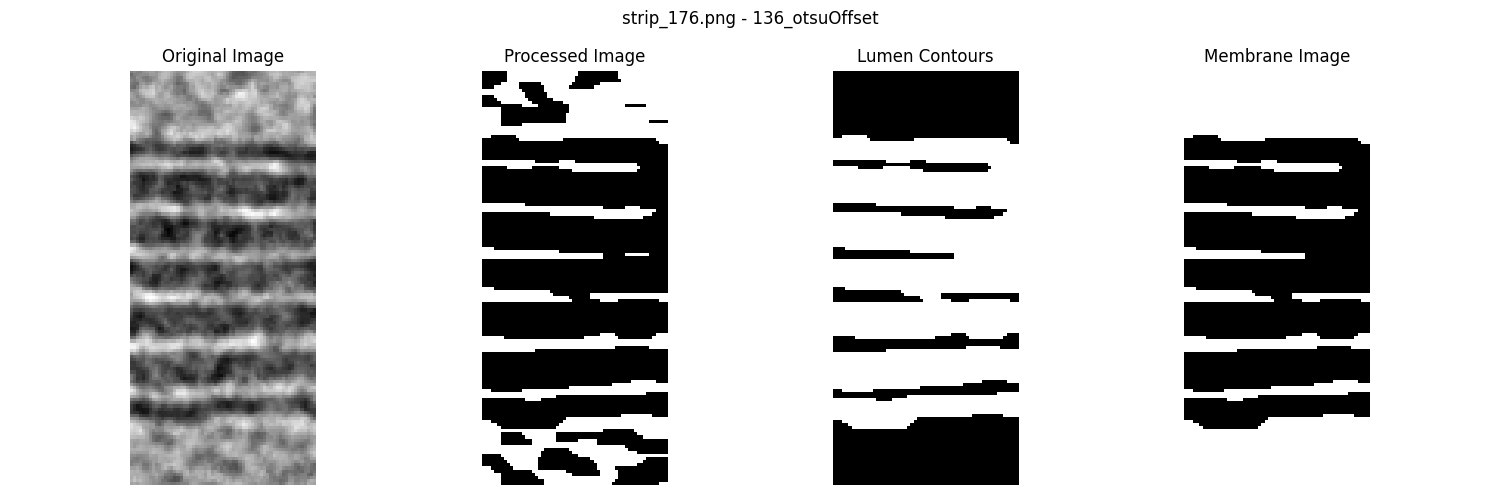 strip_176.png - 136_otsuOffset
Original Image
Processed Image
Lumen Contours
Membrane Image